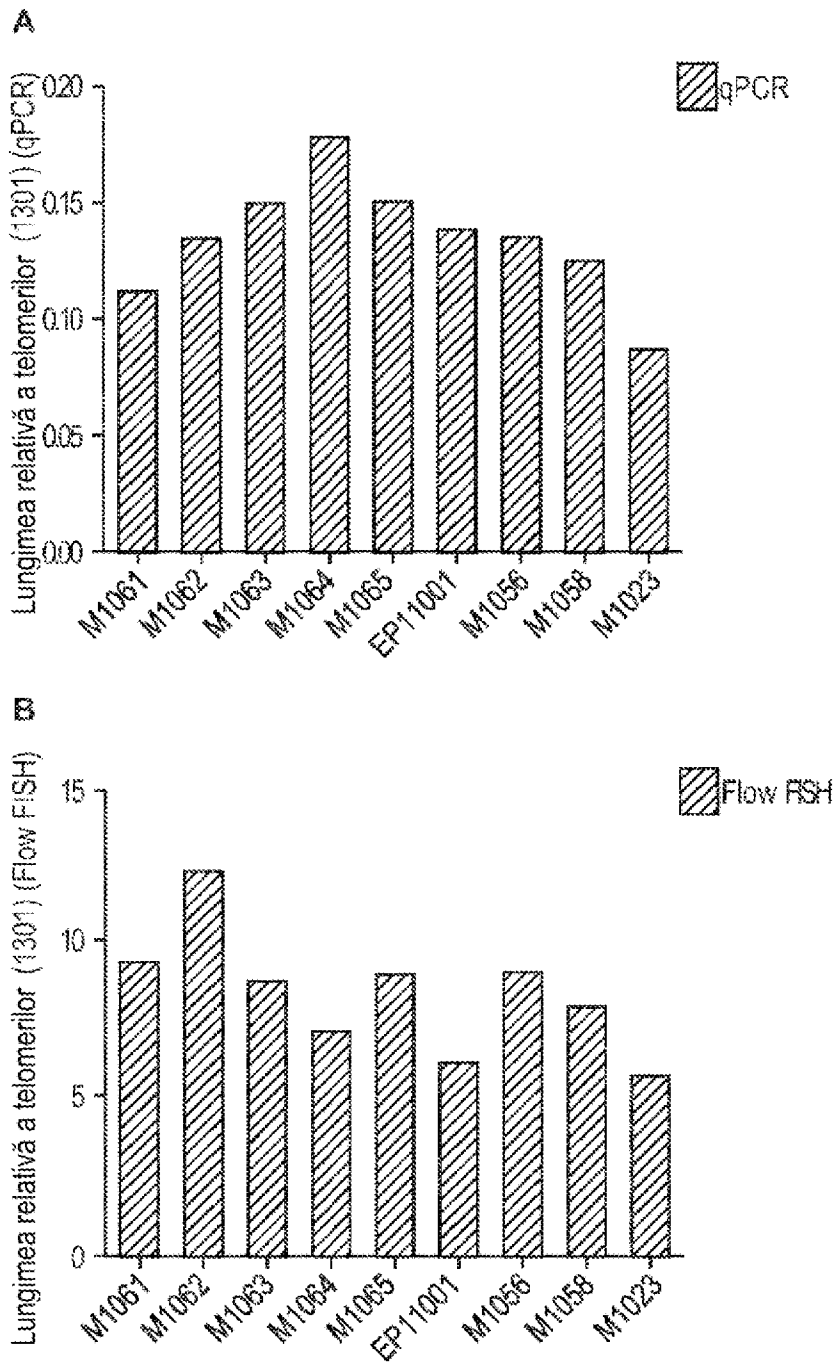 A
Lungimea relativă a telomerilor (1301) (qPCR)
0.20
0.15
0.10
0.05
0.00
qPCR
M1061
M1062
M1063
M1064
M1065
EP11001
M1056
M1058
M1023
B
Lungimea relativă a telomerilor (1301) (Flow FISH)
15
10
5
0
Flow FISH
M1061
M1062
M1063
M1064
M1065
EP11001
M1056
M1058
M1023